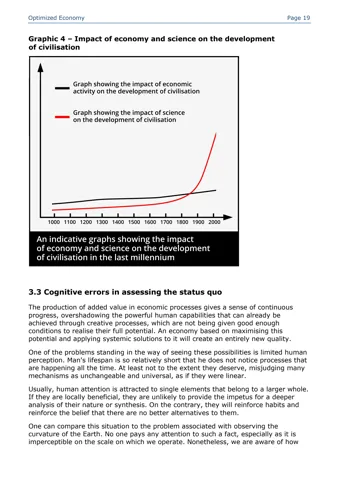 Optimized Economy
Page 19
Graphic 4 – Impact of economy and science on the development
of civilisation
Graph showing the impact of economic
activity on the development of civilisation
Graph showing the impact of science
on the development of civilisation
1000 1100 1200 1300 1400 1500 1600 1700 1800 1900 2000
An indicative graphs showing the impact
of economy and science on the development
of civilisation in the last millennium
3.3 Cognitive errors in assessing the status quo
The production of added value in economic processes gives a sense of continuous
progress, overshadowing the powerful human capabilities that can already be
achieved through creative processes, which are not being given good enough
conditions to realise their full potential. An economy based on maximising this
potential and applying systemic solutions to it will create an entirely new quality.
One of the problems standing in the way of seeing these possibilities is limited human
perception. Man's lifespan is so relatively short that he does not notice processes that
are happening all the time. At least not to the extent they deserve, misjudging many
mechanisms as unchangeable and universal, as if they were linear.
Usually, human attention is attracted to single elements that belong to a larger whole.
If they are locally beneficial, they are unlikely to provide the impetus for a deeper
analysis of their nature or synthesis. On the contrary, they will reinforce habits and
reinforce the belief that there are no better alternatives to them.
One can compare this situation to the problem associated with observing the
curvature of the Earth. No one pays any attention to such a fact, especially as it is
imperceptible on the scale on which we operate. Nonetheless, we are aware of how